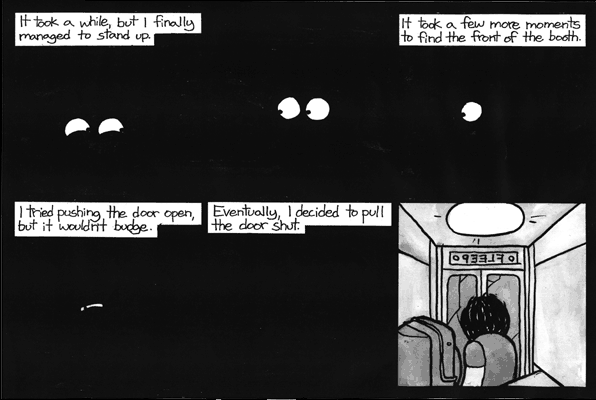 It took a while, but I finally
managed to stand up.
It took a few more moments
to find the front of the booth.
I tried pushing the door open,
but it wouldn't budge.
Eventually, I decided to pull
the door shut.